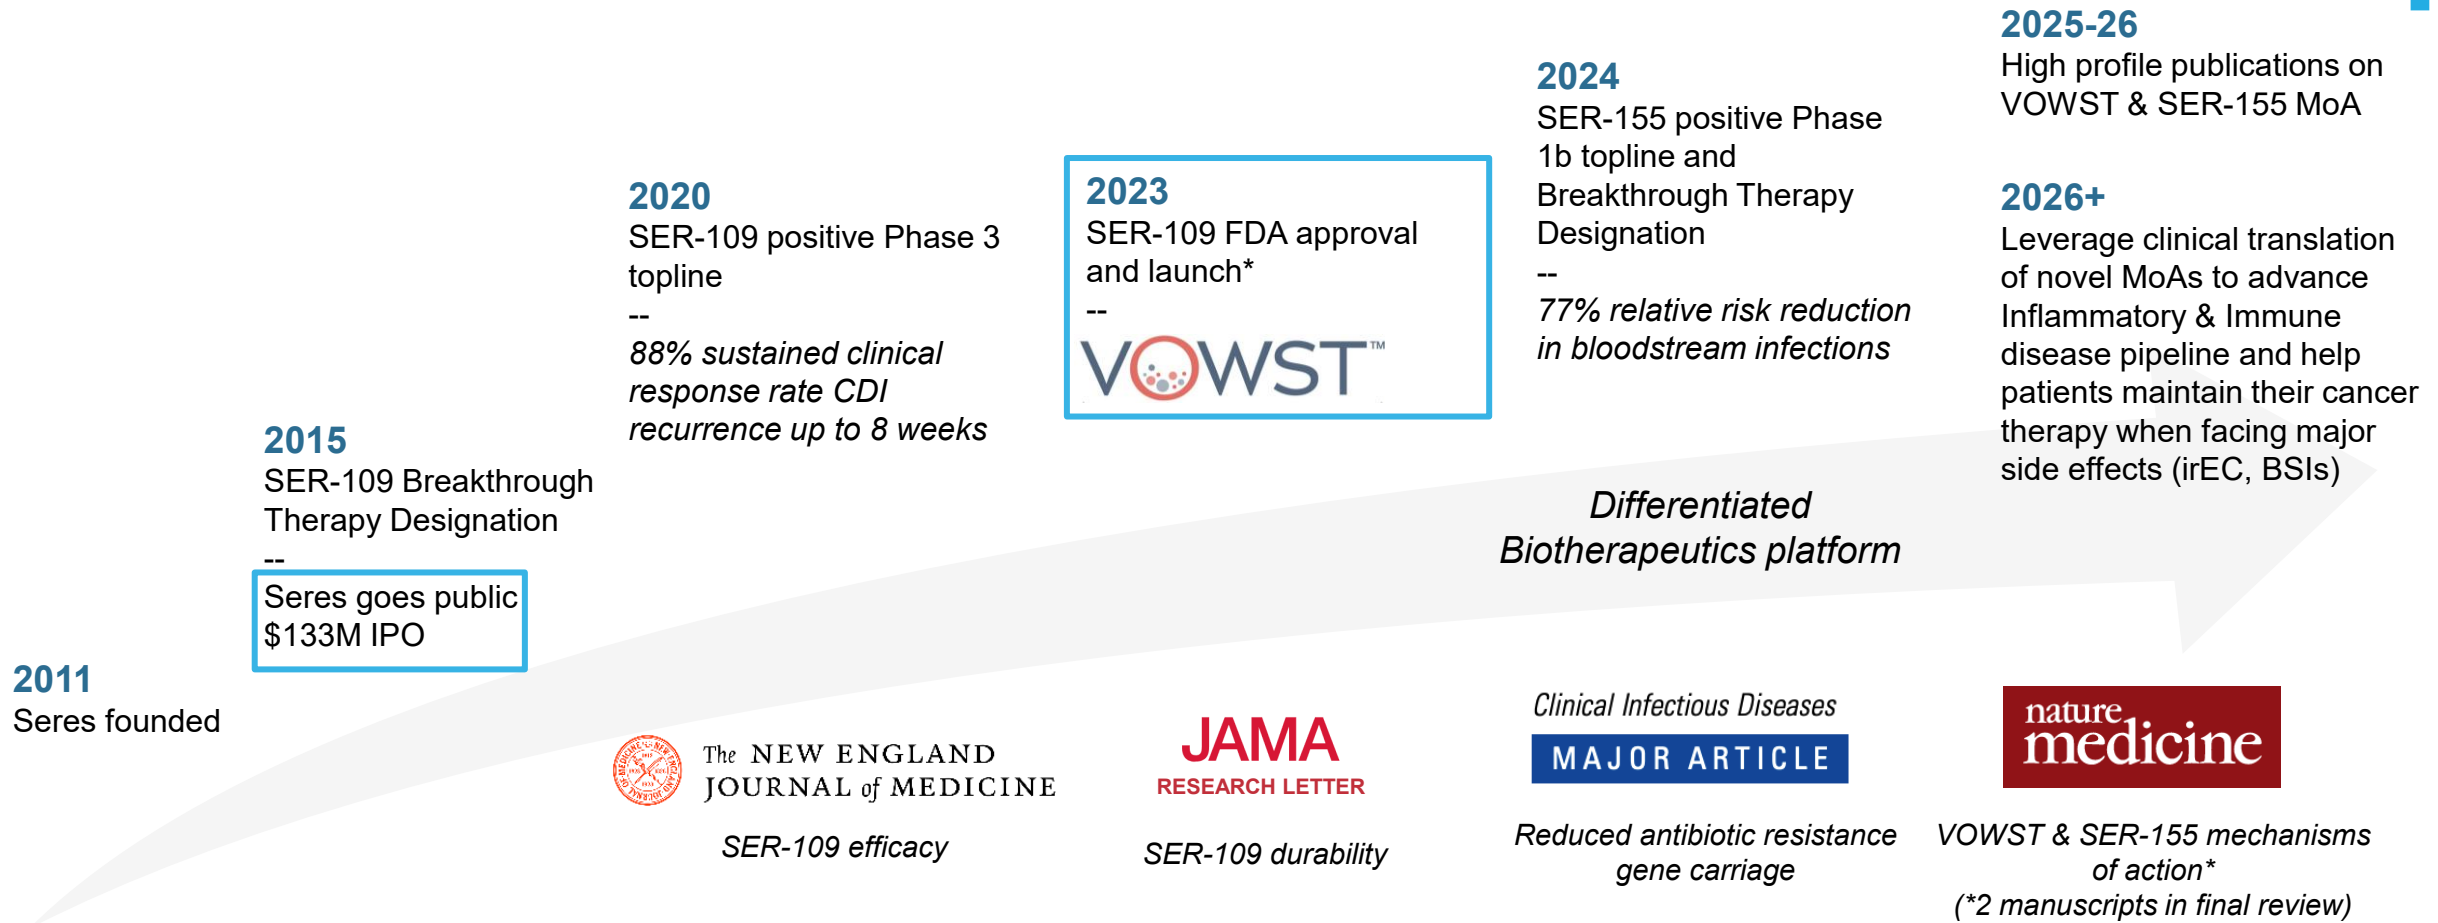 2011
Seres founded
2015
SER-109 Breakthrough
Therapy Designation
--
Seres goes public
$133M IPO
2020
SER-109 positive Phase 3
topline
--
88% sustained clinical
response rate CDI
recurrence up to 8 weeks
2023
SER-109 FDA approval
and launch*
--
VOWST™
2024
SER-155 positive Phase
1b topline and
Breakthrough Therapy
Designation
--
77% relative risk reduction
in bloodstream infections
2025-26
High profile publications on
VOWST & SER-155 MoA
2026+
Leverage clinical translation
of novel MoAs to advance
Inflammatory & Immune
disease pipeline and help
patients maintain their cancer
therapy when facing major
side effects (irEC, BSIs)
Differentiated
Biotherapeutics platform
The NEW ENGLAND
JOURNAL of MEDICINE
SER-109 efficacy
JAMA
RESEARCH LETTER
SER-109 durability
Clinical Infectious Diseases
MAJOR ARTICLE
Reduced antibiotic resistance
gene carriage
nature
medicine
VOWST & SER-155 mechanisms
of action*
(*2 manuscripts in final review)